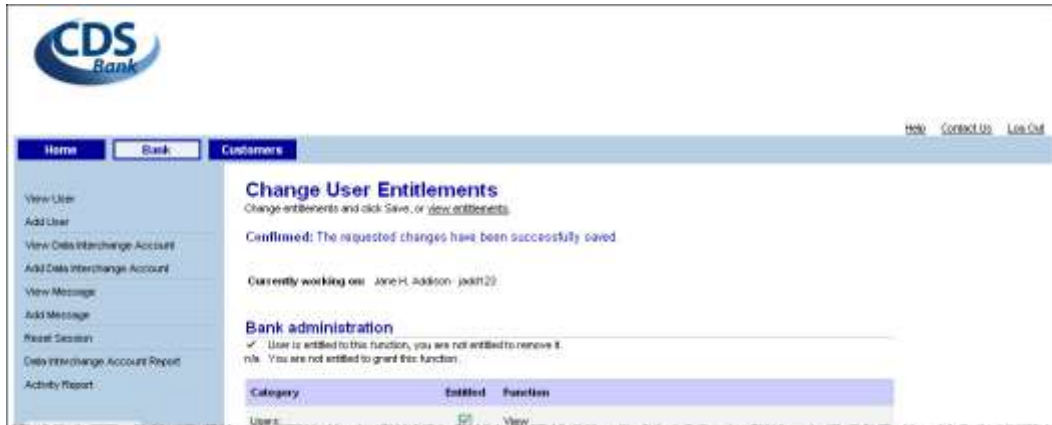 CDS
Bank
Help Contact Us Log Out
Home Bank Customers
View User
Add User
View Data Interchange Account
Add Data Interchange Account
View Message
Add Message
Reset Session
Data Interchange Account Report
Activity Report
Change User Entitlements
Change entitlements and click Save, or view entitlements.
Confirmed: The requested changes have been successfully saved.
Currently working on: Jane H. Addison
Bank administration
✓ User is entitled to this function, you are not entitled to remove it.
n/a You are not entitled to grant this function.
Category Entitled Function
Users: View